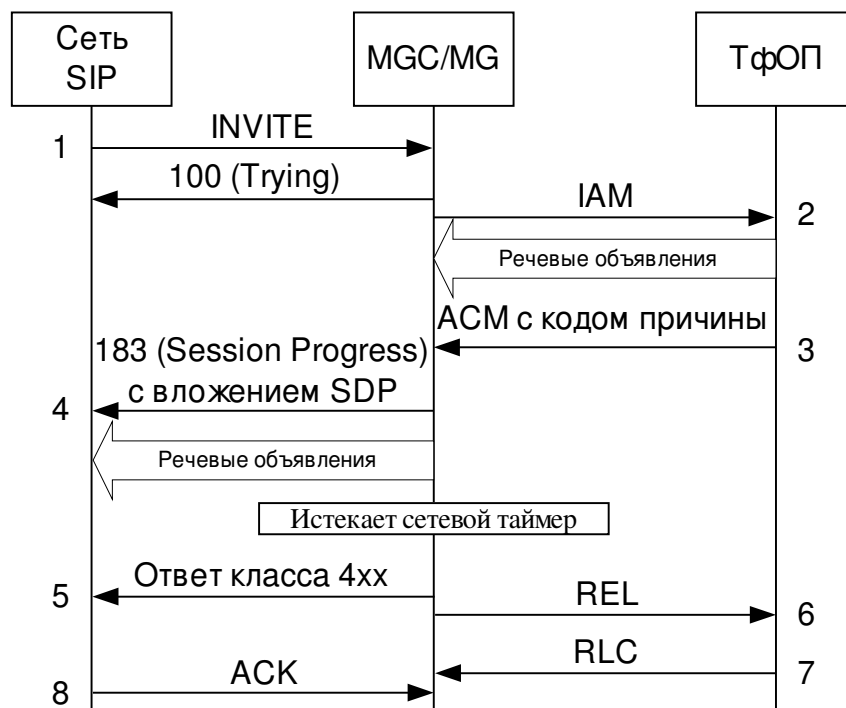 Сеть
SIP
MGC/MG
ТфОП
1
INVITE
100 (Trying)
IAM
2
Речевые объявления
ACM с кодом причины
3
183 (Session Progress)
с вложением SDP
4
Речевые объявления
Истекает сетевой таймер
5
Ответ класса 4xx
REL
6
RLC
7
8
ACK